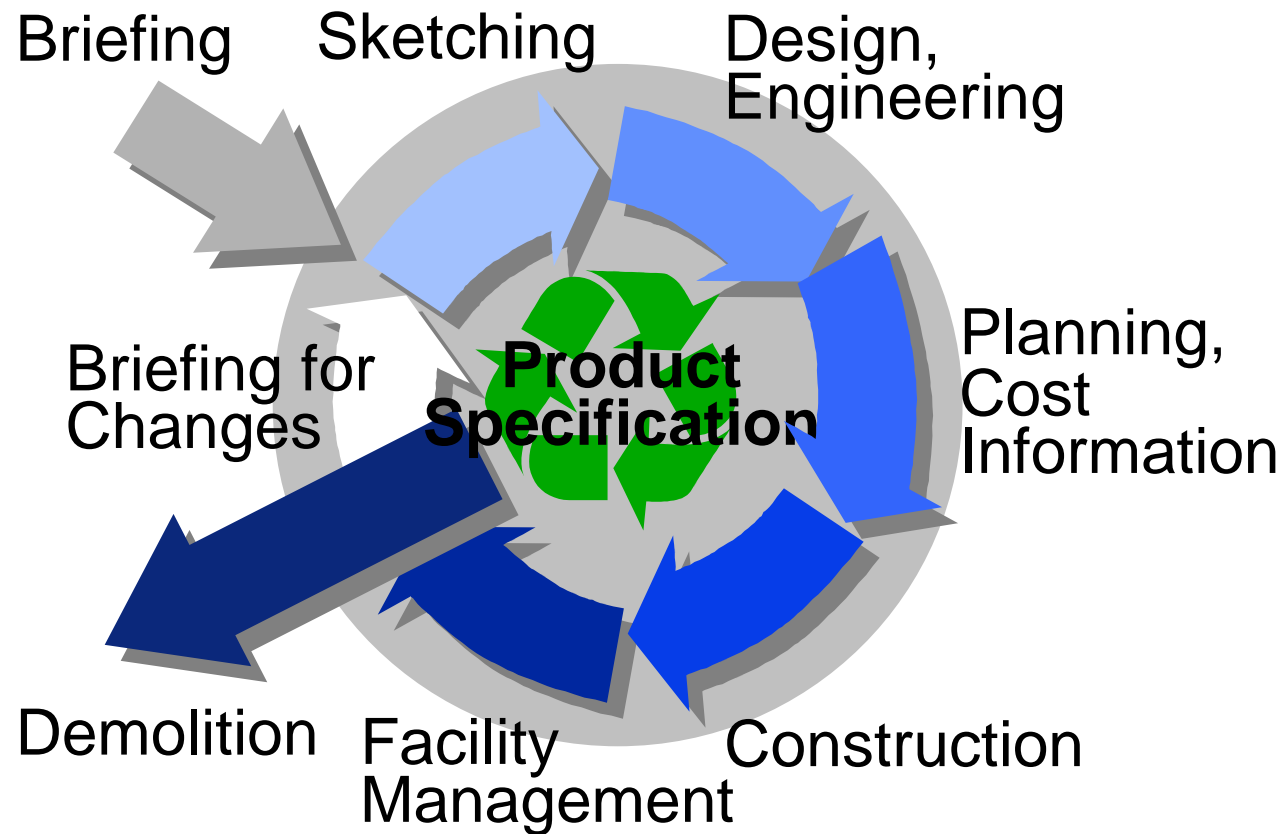 Briefing
Sketching
Design,
Engineering
Planning,
Cost
Information
Briefing for
Changes
Product
Specification
Demolition
Facility
Management
Construction